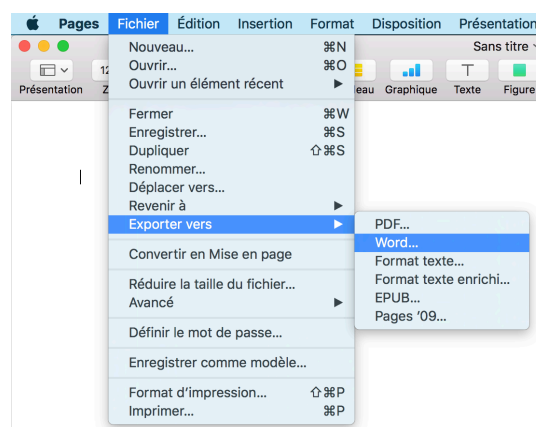 Pages Fichier Édition Insertion Format Disposition Présentation
Sans titre
12
Présentation Z eau Graphique Texte Figure
Nouveau... ⌘N
Ouvrir... ⌘O
Ouvrir un élément récent ▶
Fermer ⌘W
Enregistrer... ⌘S
Dupliquer ⇧⌘S
Renommer...
Déplacer vers...
Revenir à ▶
Exporter vers ▶
PDF...
Word...
Format texte...
Format texte enrichi...
EPUB...
Pages ’09...
Convertir en Mise en page
Réduire la taille du fichier...
Avancé ▶
Définir le mot de passe...
Enregistrer comme modèle...
Format d’impression... ⇧⌘P
Imprimer... ⌘P